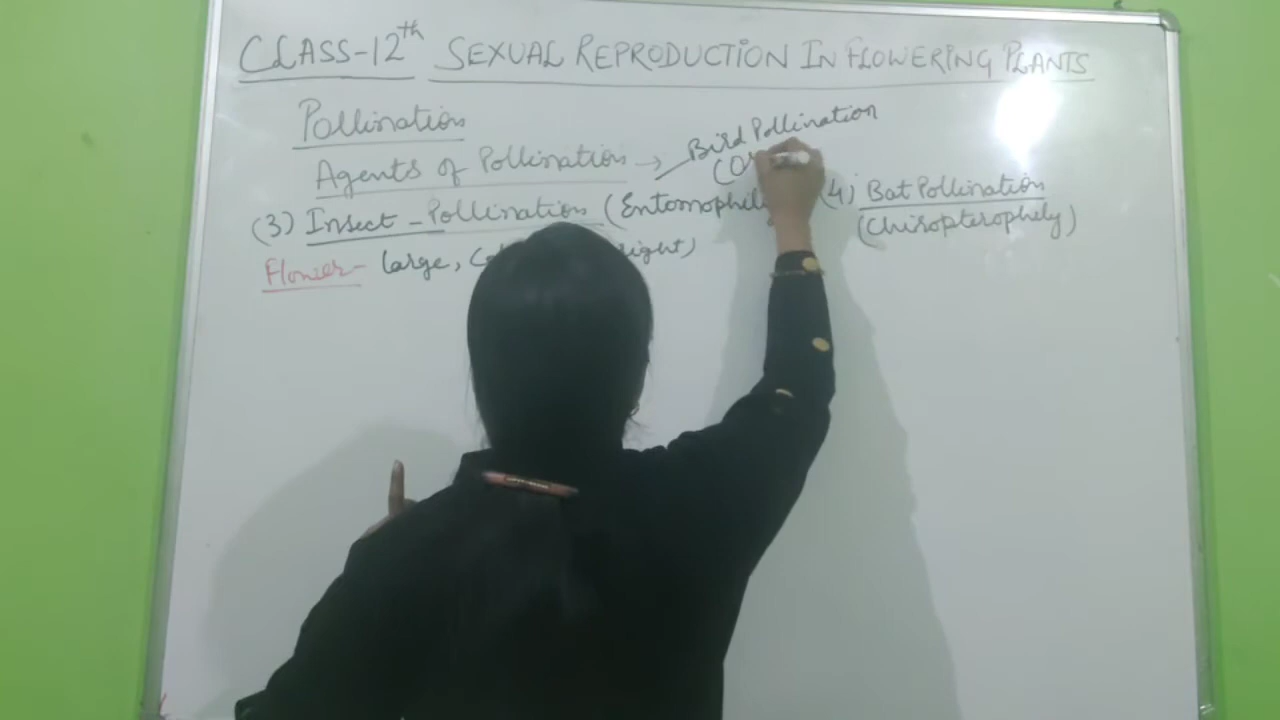 CLASS-12th SEXUAL REPRODUCTION IN FLOWERING PLANTS
Pollination
Agents of Pollination → Bird Pollination
(3) Insect - Pollination (Entomophily (4) Bat Pollination
(Chiropterophily)
Flower- large,